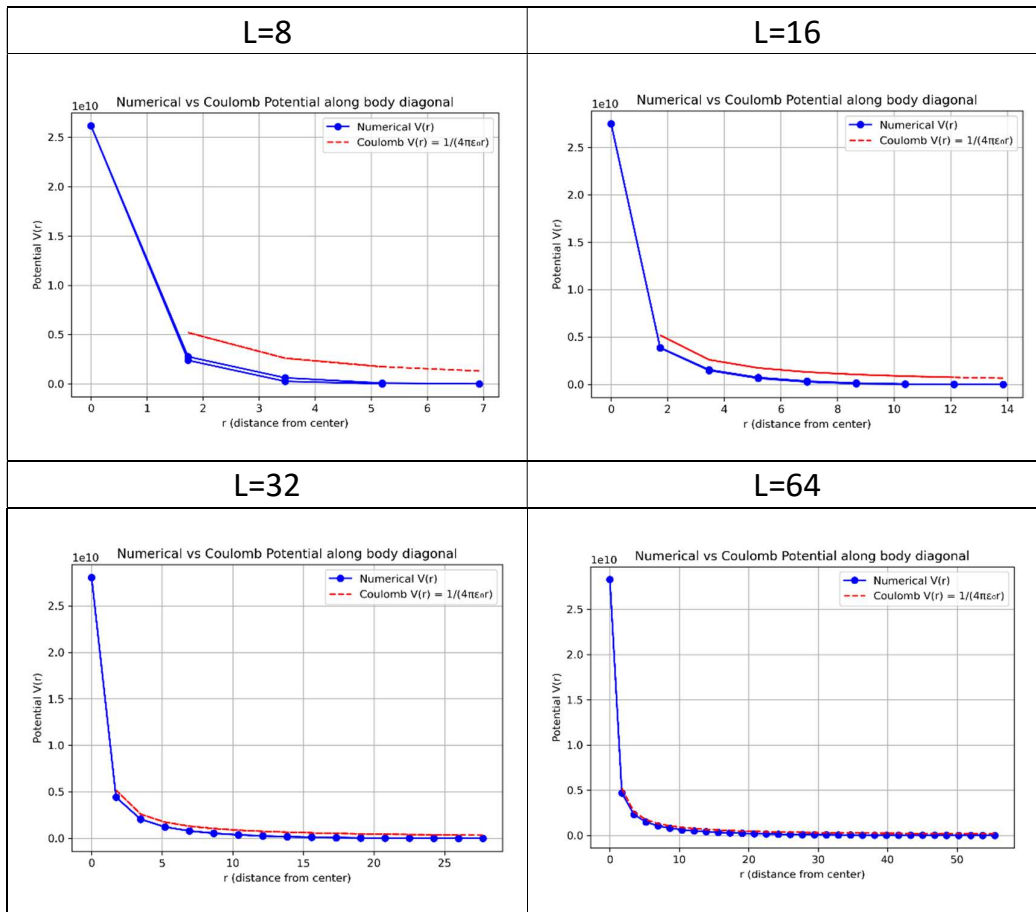 L=8
L=16
Numerical vs Coulomb Potential along body diagonal
1e10
Numerical V(r)
Coulomb V(r) = 1/(4πε₀r)
Potential V(r)
2.5
2.0
1.5
1.0
0.5
0.0
0 1 2 3 4 5 6 7
r (distance from center)
Numerical vs Coulomb Potential along body diagonal
1e10
Numerical V(r)
Coulomb V(r) = 1/(4πε₀r)
Potential V(r)
2.5
2.0
1.5
1.0
0.5
0.0
0 2 4 6 8 10 12 14
r (distance from center)
L=32
L=64
Numerical vs Coulomb Potential along body diagonal
1e10
Numerical V(r)
Coulomb V(r) = 1/(4πε₀r)
Potential V(r)
2.5
2.0
1.5
1.0
0.5
0.0
0 5 10 15 20 25
r (distance from center)
Numerical vs Coulomb Potential along body diagonal
1e10
Numerical V(r)
Coulomb V(r) = 1/(4πε₀r)
Potential V(r)
2.5
2.0
1.5
1.0
0.5
0.0
0 10 20 30 40 50
r (distance from center)